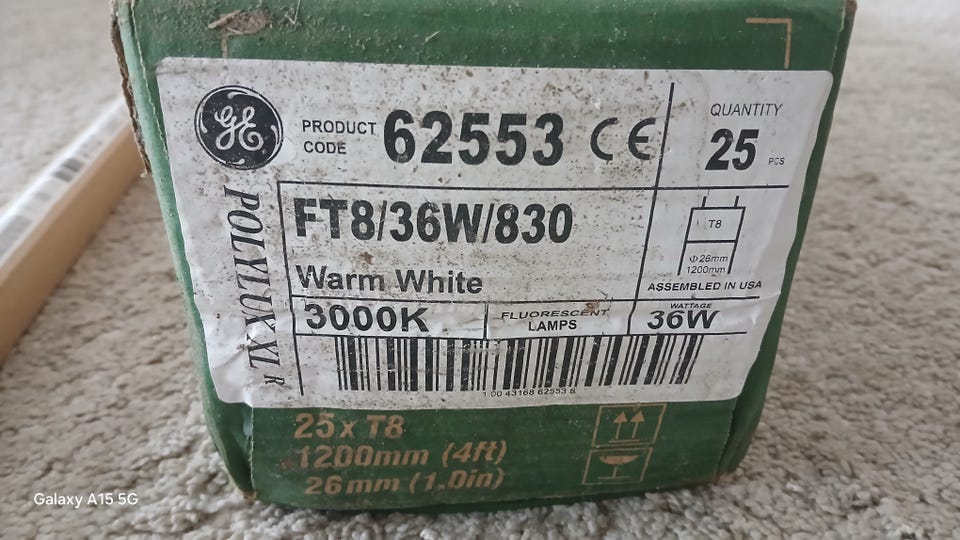 GE
PRODUCT CODE 62553 CE
QUANTITY
25 PCS
POLYLUX XL R
FT8/36W/830
Warm White
T8
Φ26mm
1200mm
ASSEMBLED IN USA
3000K
FLUORESCENT
LAMPS
WATTAGE
36W
1 00 43168 62553 8
25 x T8
1200mm (4ft)
26mm (1.0in)
Galaxy A15 5G